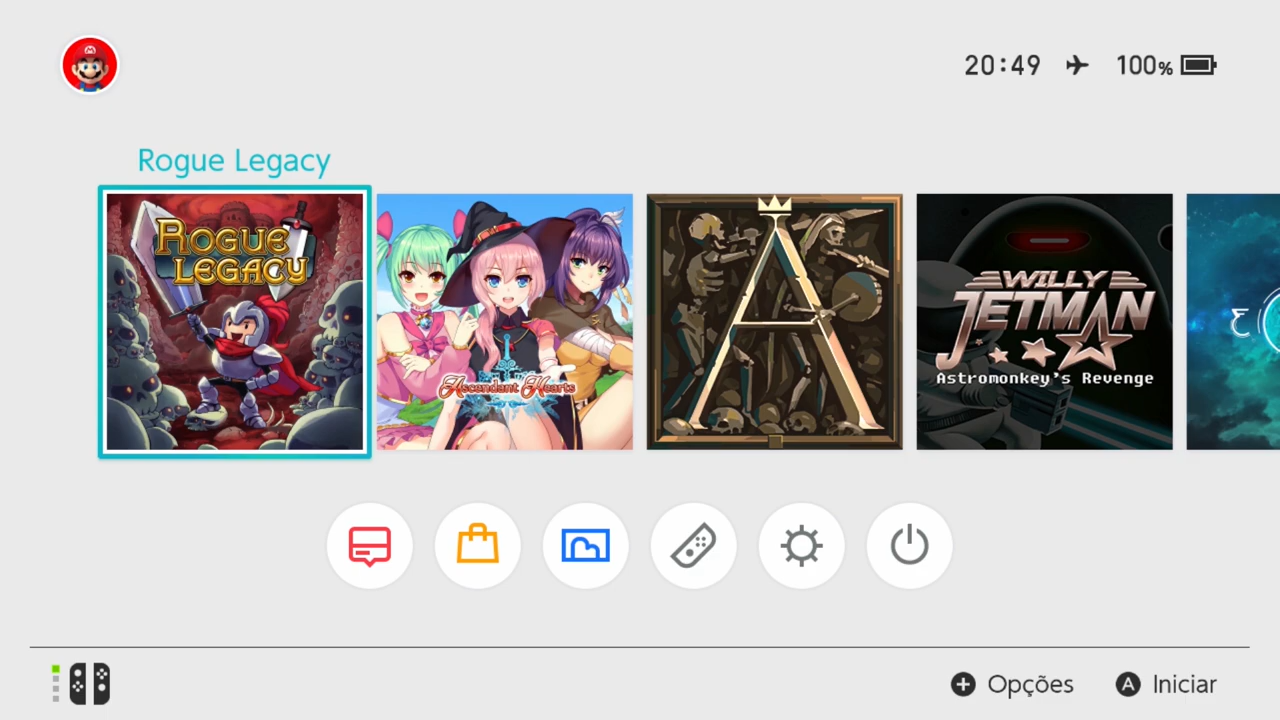 20:49
100%
Rogue Legacy
ROGUE
LEGACY
Ascendant Hearts
A
WILLY
JETMAN
Astromonkey's Revenge
Opções
A Iniciar